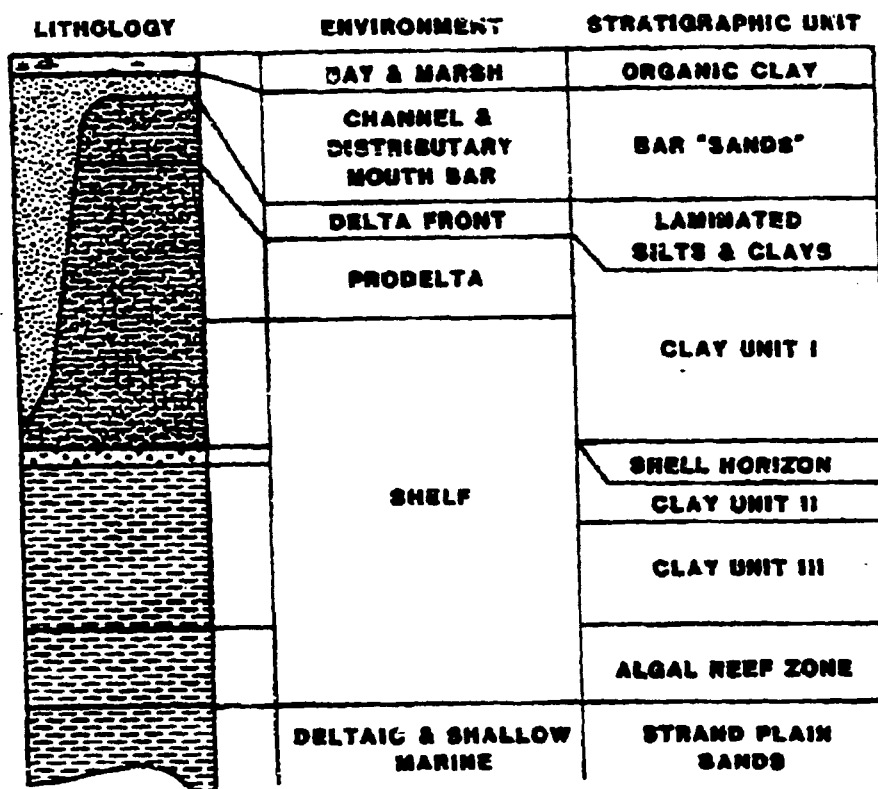 LITHOLOGY ENVIRONMENT STRATIGRAPHIC UNIT
BAY & MARSH ORGANIC CLAY
CHANNEL &
DISTRIBUTARY BAR "SANDS"
MOUTH BAR
DELTA FRONT LAMINATED
SILTS & CLAYS
PRODELTA
CLAY UNIT I
SHELL HORIZON
SHELF CLAY UNIT II
CLAY UNIT III
ALGAL REEF ZONE
DELTAIC & SHALLOW STRAND PLAIN
MARINE SANDS